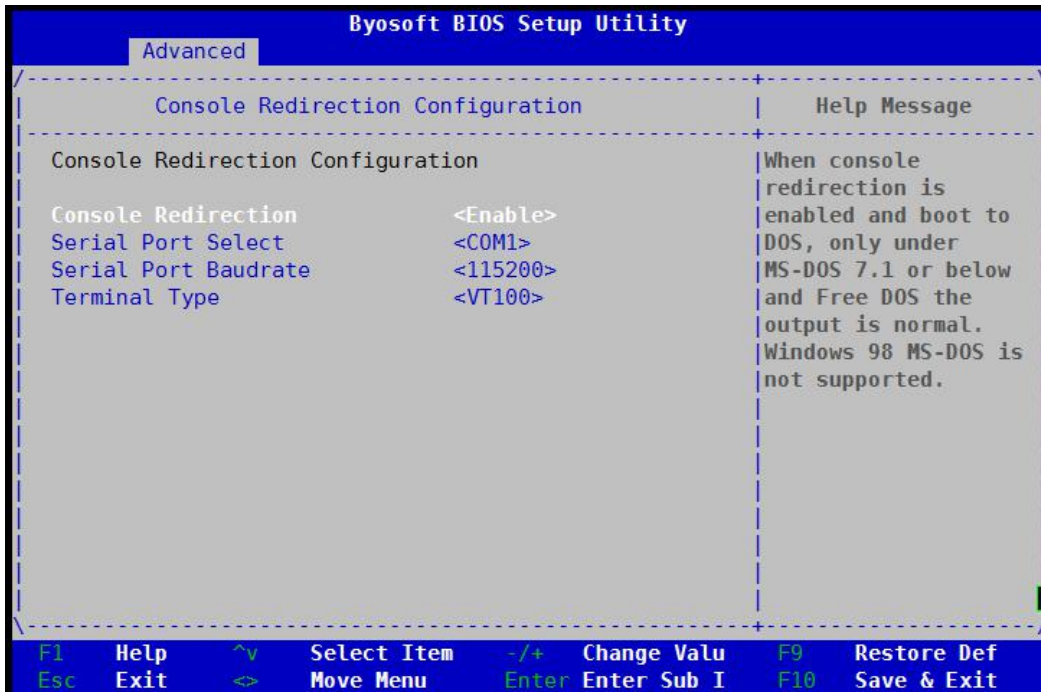 Byosoft BIOS Setup Utility
Advanced
Console Redirection Configuration
Help Message
Console Redirection Configuration
Console Redirection <Enable>
Serial Port Select <COM1>
Serial Port Baudrate <115200>
Terminal Type <VT100>
When console
redirection is
enabled and boot to
DOS, only under
MS-DOS 7.1 or below
and Free DOS the
output is normal.
Windows 98 MS-DOS is
not supported.
F1 Help ^v Select Item -/+ Change Valu F9 Restore Def
Esc Exit <> Move Menu Enter Enter Sub I F10 Save & Exit